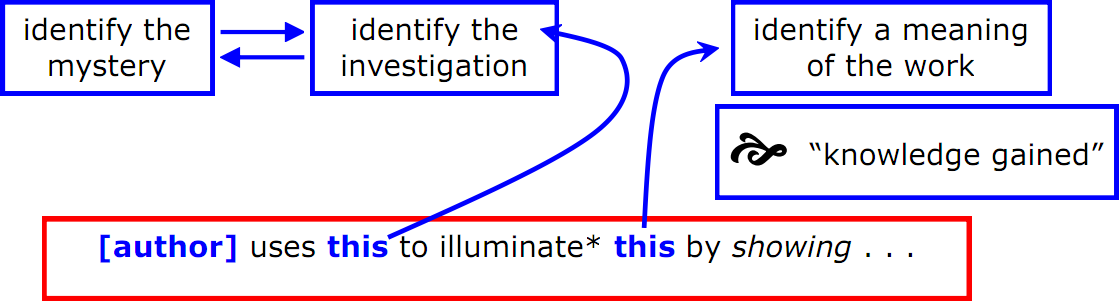 identify the
mystery
identify the
investigation
identify a meaning
of the work
“knowledge gained”
[author] uses this to illuminate* this by showing . . .